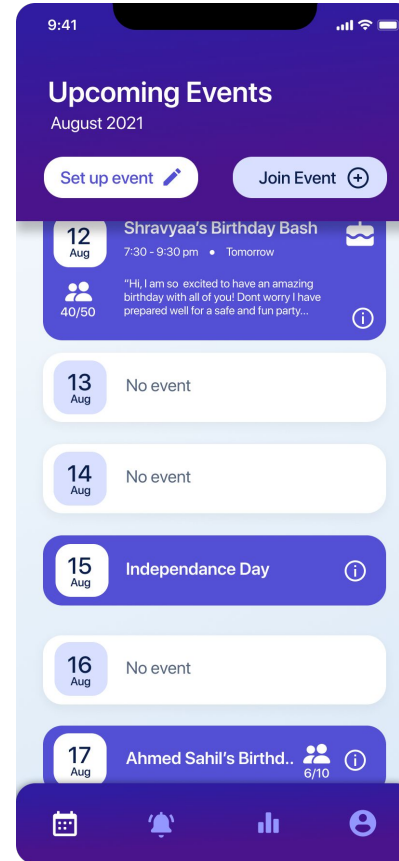 9:41
Upcoming Events
August 2021
Set up event
Join Event
12
Aug
Shravyaa's Birthday Bash
7:30 - 9:30 pm • Tomorrow
40/50
"Hi, I am so excited to have an amazing
birthday with all of you! Dont worry I have
prepared well for a safe and fun party...
13
Aug
No event
14
Aug
No event
15
Aug
Independance Day
16
Aug
No event
17
Aug
Ahmed Sahil's Birthd..
6/10